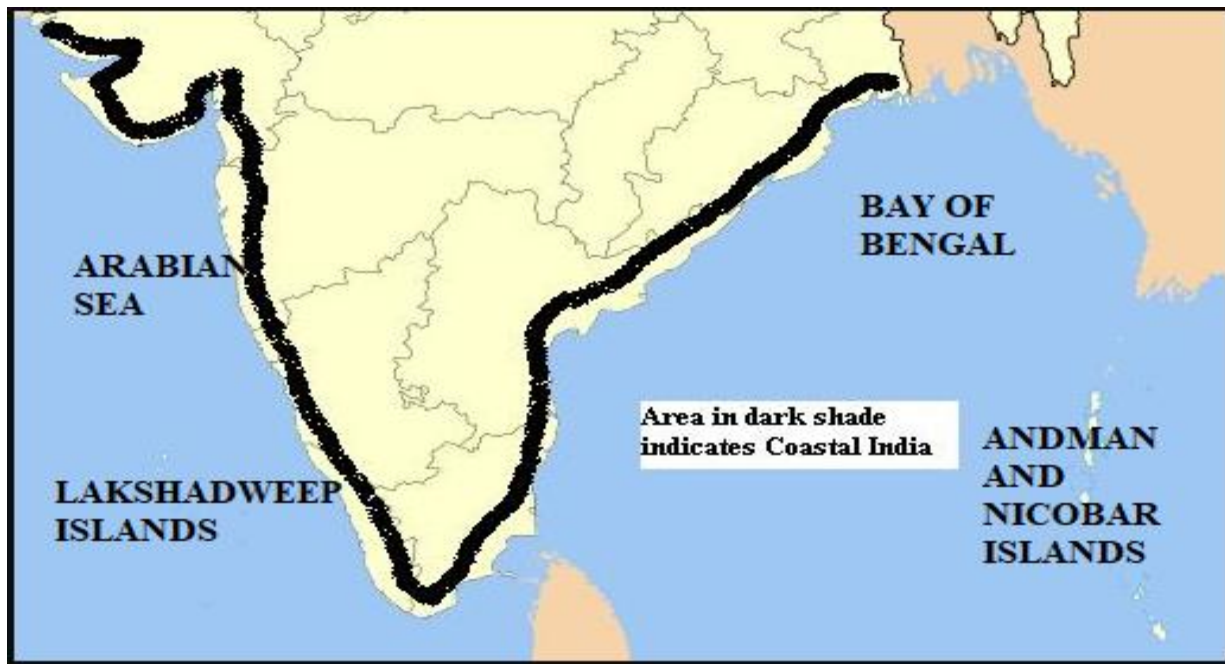 BAY OF
BENGAL
ARABIAN
SEA
Area in dark shade
indicates Coastal India
ANDMAN
AND
NICOBAR
ISLANDS
LAKSHADWEEP
ISLANDS